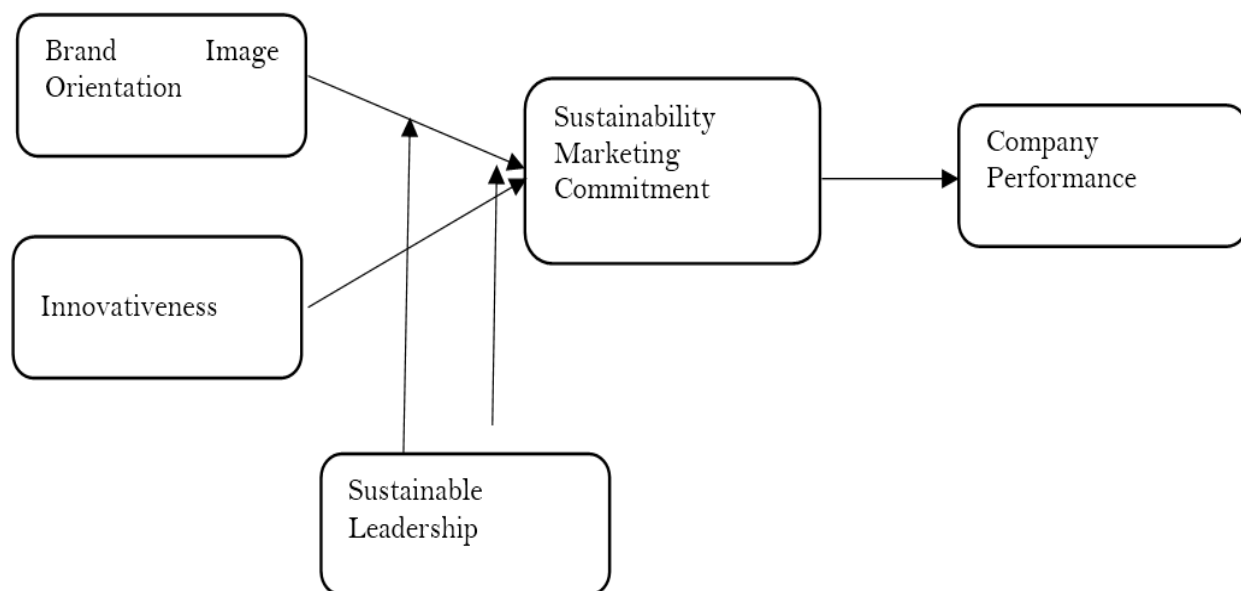 Brand Image
Orientation
Sustainability
Marketing
Commitment
Company
Performance
Innovativeness
Sustainable
Leadership